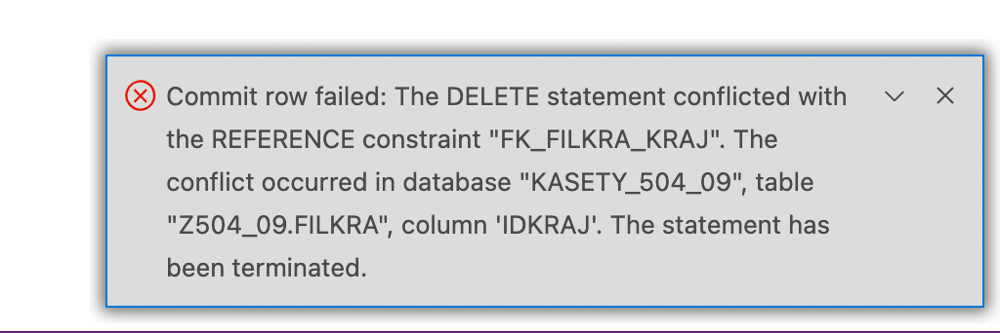 Commit row failed: The DELETE statement conflicted with
the REFERENCE constraint "FK_FILKRA_KRAJ". The
conflict occurred in database "KASETY_504_09", table
"Z504_09.FILKRA", column 'IDKRAJ'. The statement has
been terminated.